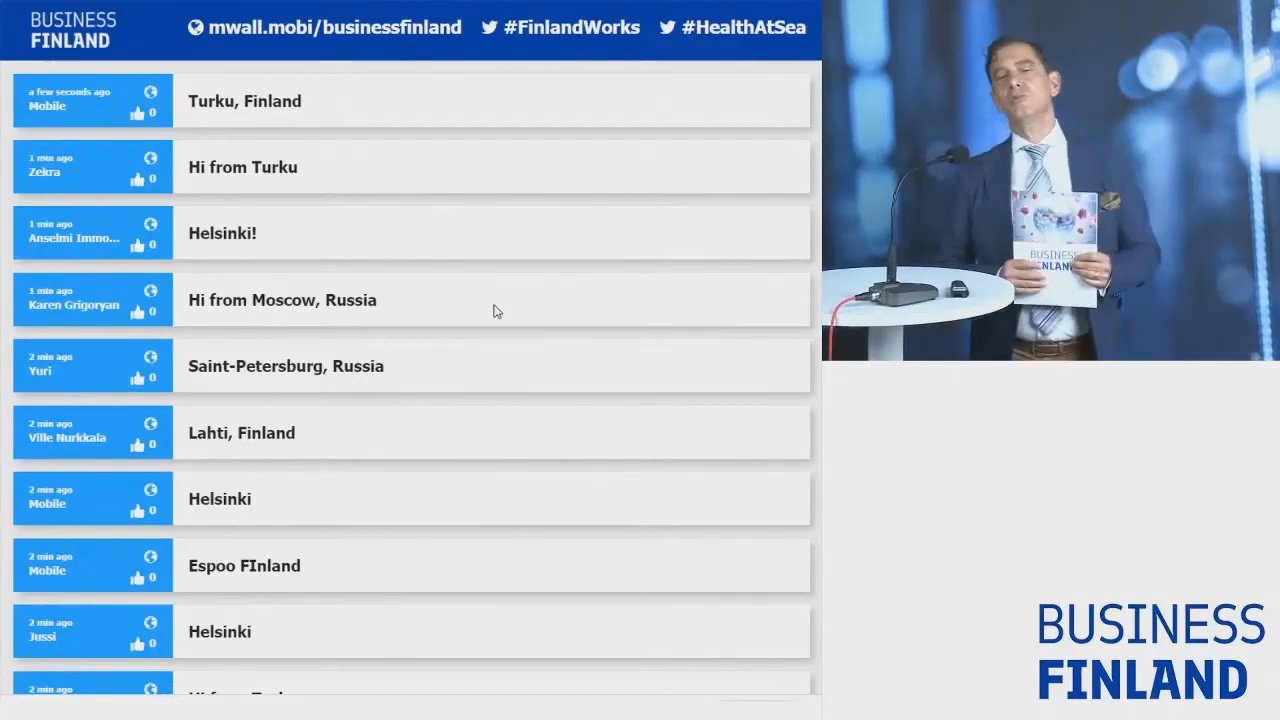 BUSINESS
FINLAND
mwall.mobi/businessfinland #FinlandWorks #HealthAtSea
a few seconds ago
Mobile
0
Turku, Finland
1 min ago
Zekra
0
Hi from Turku
1 min ago
Anselmi Immo...
0
Helsinki!
1 min ago
Karen Grigoryan
0
Hi from Moscow, Russia
2 min ago
Yuri
0
Saint-Petersburg, Russia
2 min ago
Ville Nurkkala
0
Lahti, Finland
2 min ago
Mobile
0
Helsinki
2 min ago
Mobile
0
Espoo FInland
2 min ago
Jussi
0
Helsinki
2 min ago
BUSINESS
FINLAND
BUSINESS
FINLAND